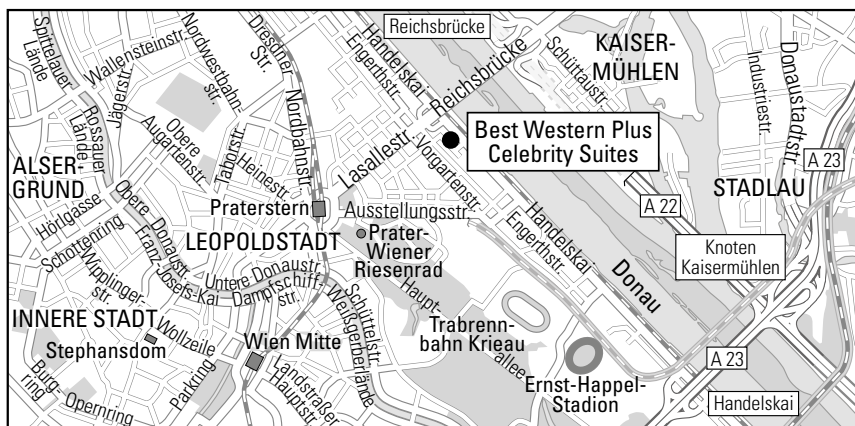 Spittelauer
Lände
Wallensteinstr.
Nordwestbahn-
str.
Dresdner
Str.
Nordbahnstr.
Handelskai
Engerthstr.
Reichsbrücke
Reichsbrücke
Schüttaustr.
KAISER-
MÜHLEN
Industriestr.
Donaustadtstr.
A 23
Rossauer
Lände
Jägerstr.
Obere
Augartenstr.
Taborstr.
Heinestr.
Lasallestr.
Vorgartenstr.
Best Western Plus
Celebrity Suites
ALSER-
GRUND
STADLAU
Hörlgasse
Schottenring
Obere Donaustr.
Franz-Josefs-Kai
Praterstern
Ausstellungsstr.
A 22
LEOPOLDSTADT
Prater-
Wiener
Riesenrad
Engerthstr.
Handelskai
Donau
Knoten
Kaisermühlen
Wipplinger-
str.
Untere Donaustr.
Dampfschiff-
str.
Weißgerberlände
Schüttelstr.
Haupt-
allee
INNERE STADT
Stephansdom
Wollzeile
Wien Mitte
Trabrenn-
bahn Krieau
A 23
Burg-
ring
Opernring
Parkring
Landstraßer
Hauptstr.
Ernst-Happel-
Stadion
Handelskai